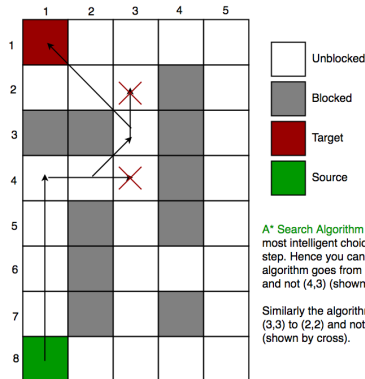 1 2 3 4 5
1
2
3
4
5
6
7
8
Unblocked
Blocked
Target
Source
A* Search Algorithm
most intelligent choic
step. Hence you can
algorithm goes from
and not (4,3) (shown
Similarly the algorithm
(3,3) to (2,2) and not
(shown by cross).